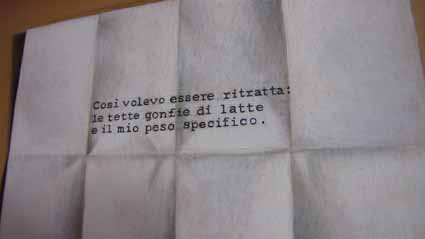 Così volevo essere ritratta:
le tette gonfie di latte
e il mio peso specifico.